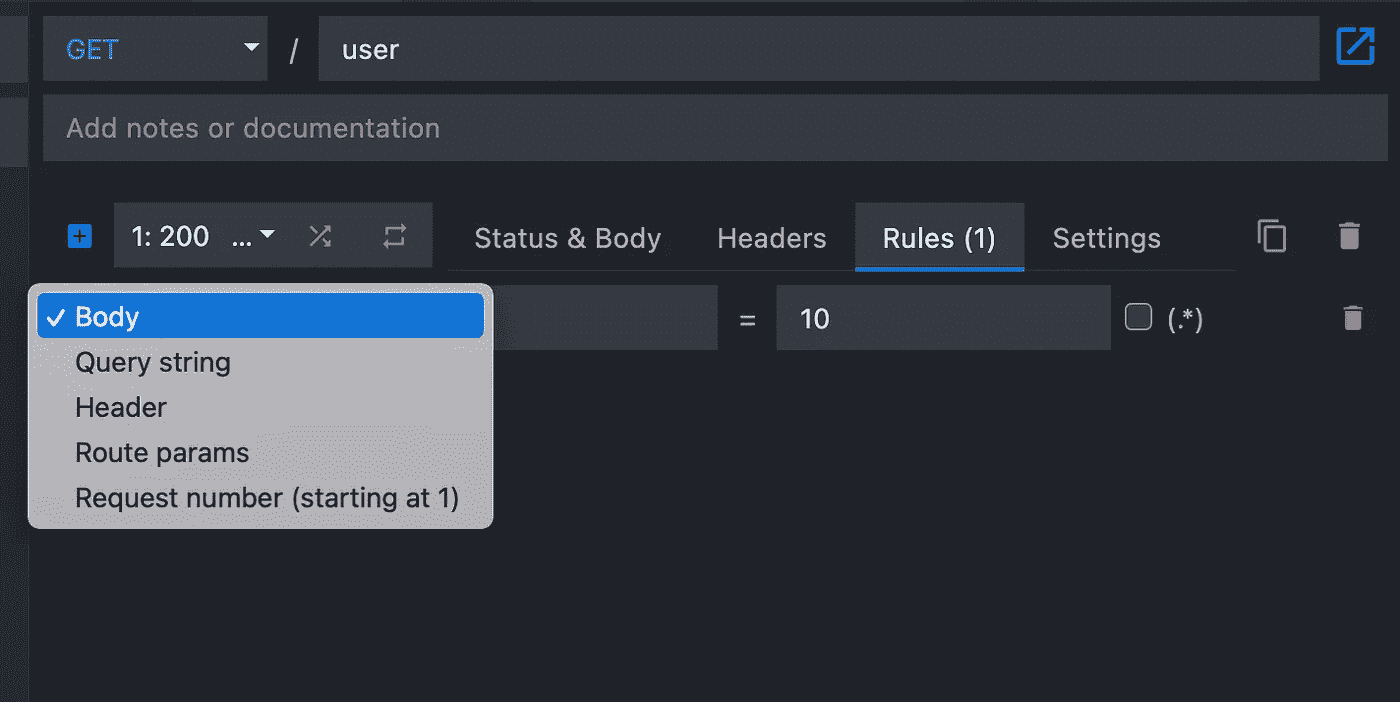 GET / user
Add notes or documentation
1: 200 ... Status & Body Headers Rules (1) Settings
Body = 10 (.*)
Query string
Header
Route params
Request number (starting at 1)